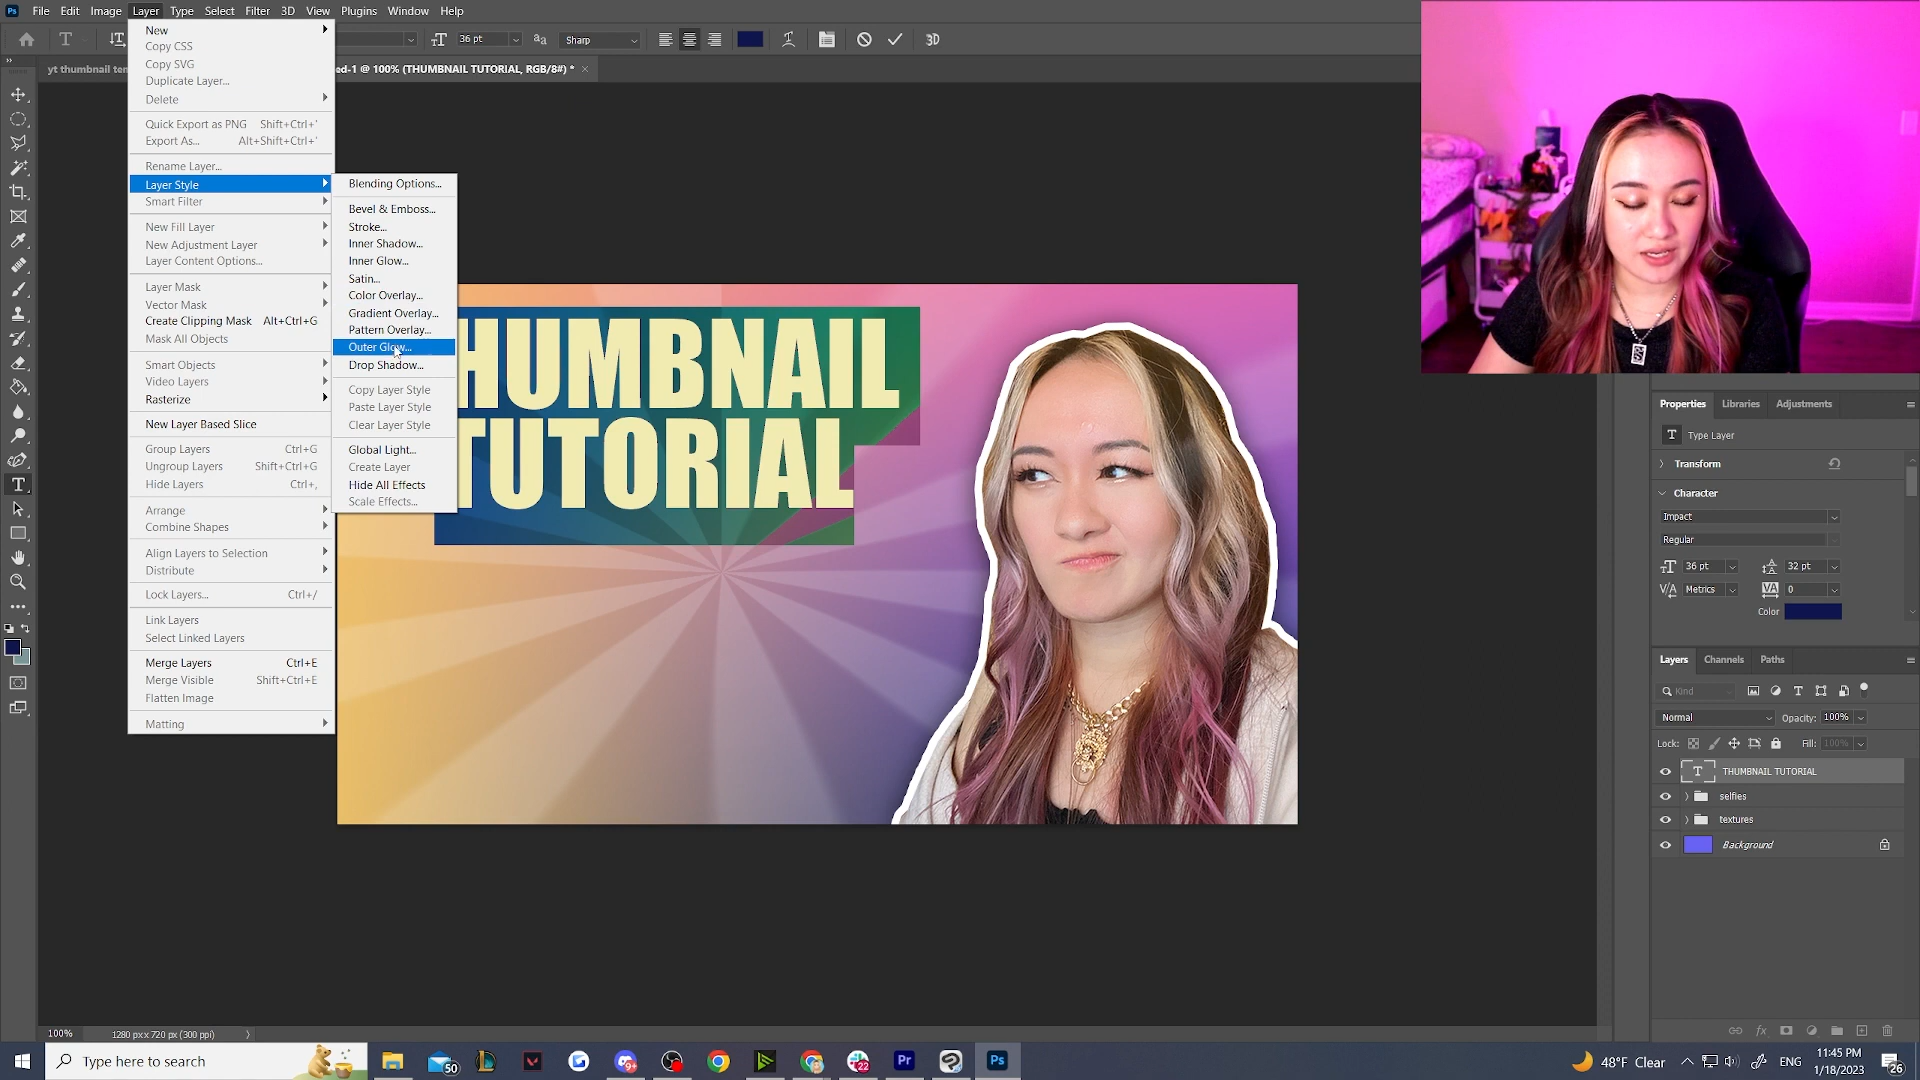 Ps File Edit Image Layer Type Select Filter 3D View Plugins Window Help
36 pt
aa Sharp
3D
yt thumbnail ten
ed-1 @ 100% (THUMBNAIL TUTORIAL, RGB/8#) * ×
New
Copy CSS
Copy SVG
Duplicate Layer...
Delete
Quick Export as PNG Shift+Ctrl+'
Export As... Alt+Shift+Ctrl+'
Rename Layer...
Layer Style
Smart Filter
New Fill Layer
New Adjustment Layer
Layer Content Options...
Layer Mask
Vector Mask
Create Clipping Mask Alt+Ctrl+G
Mask All Objects
Smart Objects
Video Layers
Rasterize
New Layer Based Slice
Group Layers Ctrl+G
Ungroup Layers Shift+Ctrl+G
Hide Layers Ctrl+,
Arrange
Combine Shapes
Align Layers to Selection
Distribute
Lock Layers... Ctrl+/
Link Layers
Select Linked Layers
Merge Layers Ctrl+E
Merge Visible Shift+Ctrl+E
Flatten Image
Matting
Blending Options...
Bevel & Emboss...
Stroke...
Inner Shadow...
Inner Glow...
Satin...
Color Overlay...
Gradient Overlay...
Pattern Overlay...
Outer Glow...
Drop Shadow...
Copy Layer Style
Paste Layer Style
Clear Layer Style
Global Light...
Create Layer
Hide All Effects
Scale Effects...
HUMBNAIL
TUTORIAL
Properties Libraries Adjustments
T Type Layer
Transform
Character
Impact
Regular
36 pt 32 pt
Metrics 0
Color
Layers Channels Paths
Kind
Normal Opacity: 100%
Lock: Fill: 100%
T THUMBNAIL TUTORIAL
selfies
textures
Background
100% 1280 px x 720 px (300 ppi)
Type here to search
50
9+
22
Pr
Ps
48°F Clear
ENG
11:45 PM
1/18/2023
26